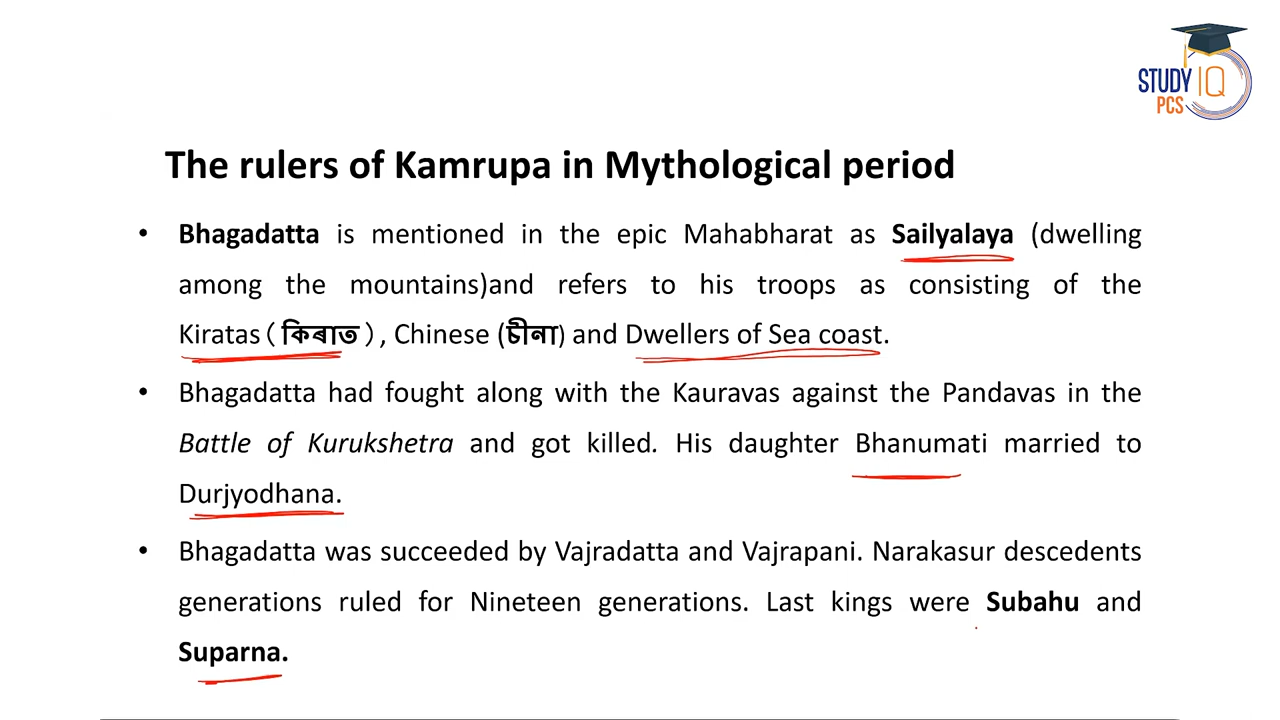 STUDY IQ
PCS
The rulers of Kamrupa in Mythological period
• Bhagadatta is mentioned in the epic Mahabharat as Sailyalaya (dwelling
among the mountains)and refers to his troops as consisting of the
Kiratas ( কিৰাত ) , Chinese (চীনা) and Dwellers of Sea coast.
• Bhagadatta had fought along with the Kauravas against the Pandavas in the
Battle of Kurukshetra and got killed. His daughter Bhanumati married to
Durjyodhana.
• Bhagadatta was succeeded by Vajradatta and Vajrapani. Narakasur descedents
generations ruled for Nineteen generations. Last kings were Subahu and
Suparna.